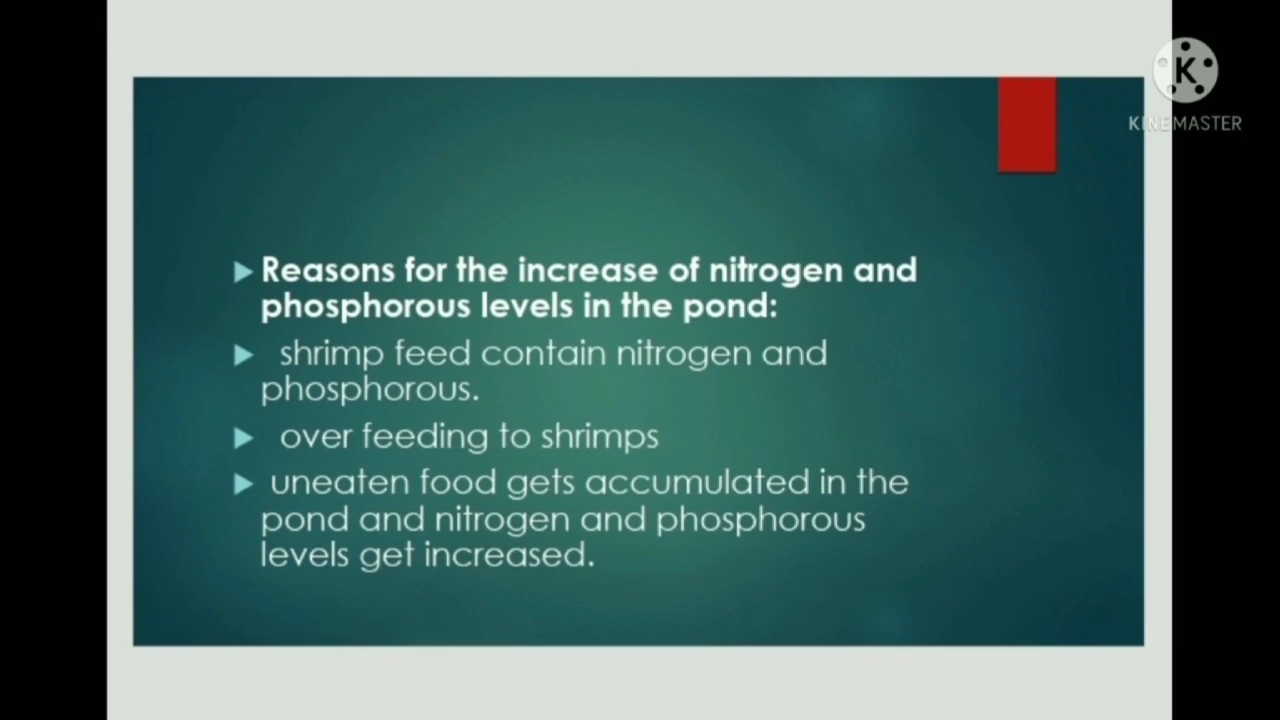 K
KINEMASTER
Reasons for the increase of nitrogen and
phosphorous levels in the pond:
shrimp feed contain nitrogen and
phosphorous.
over feeding to shrimps
uneaten food gets accumulated in the
pond and nitrogen and phosphorous
levels get increased.